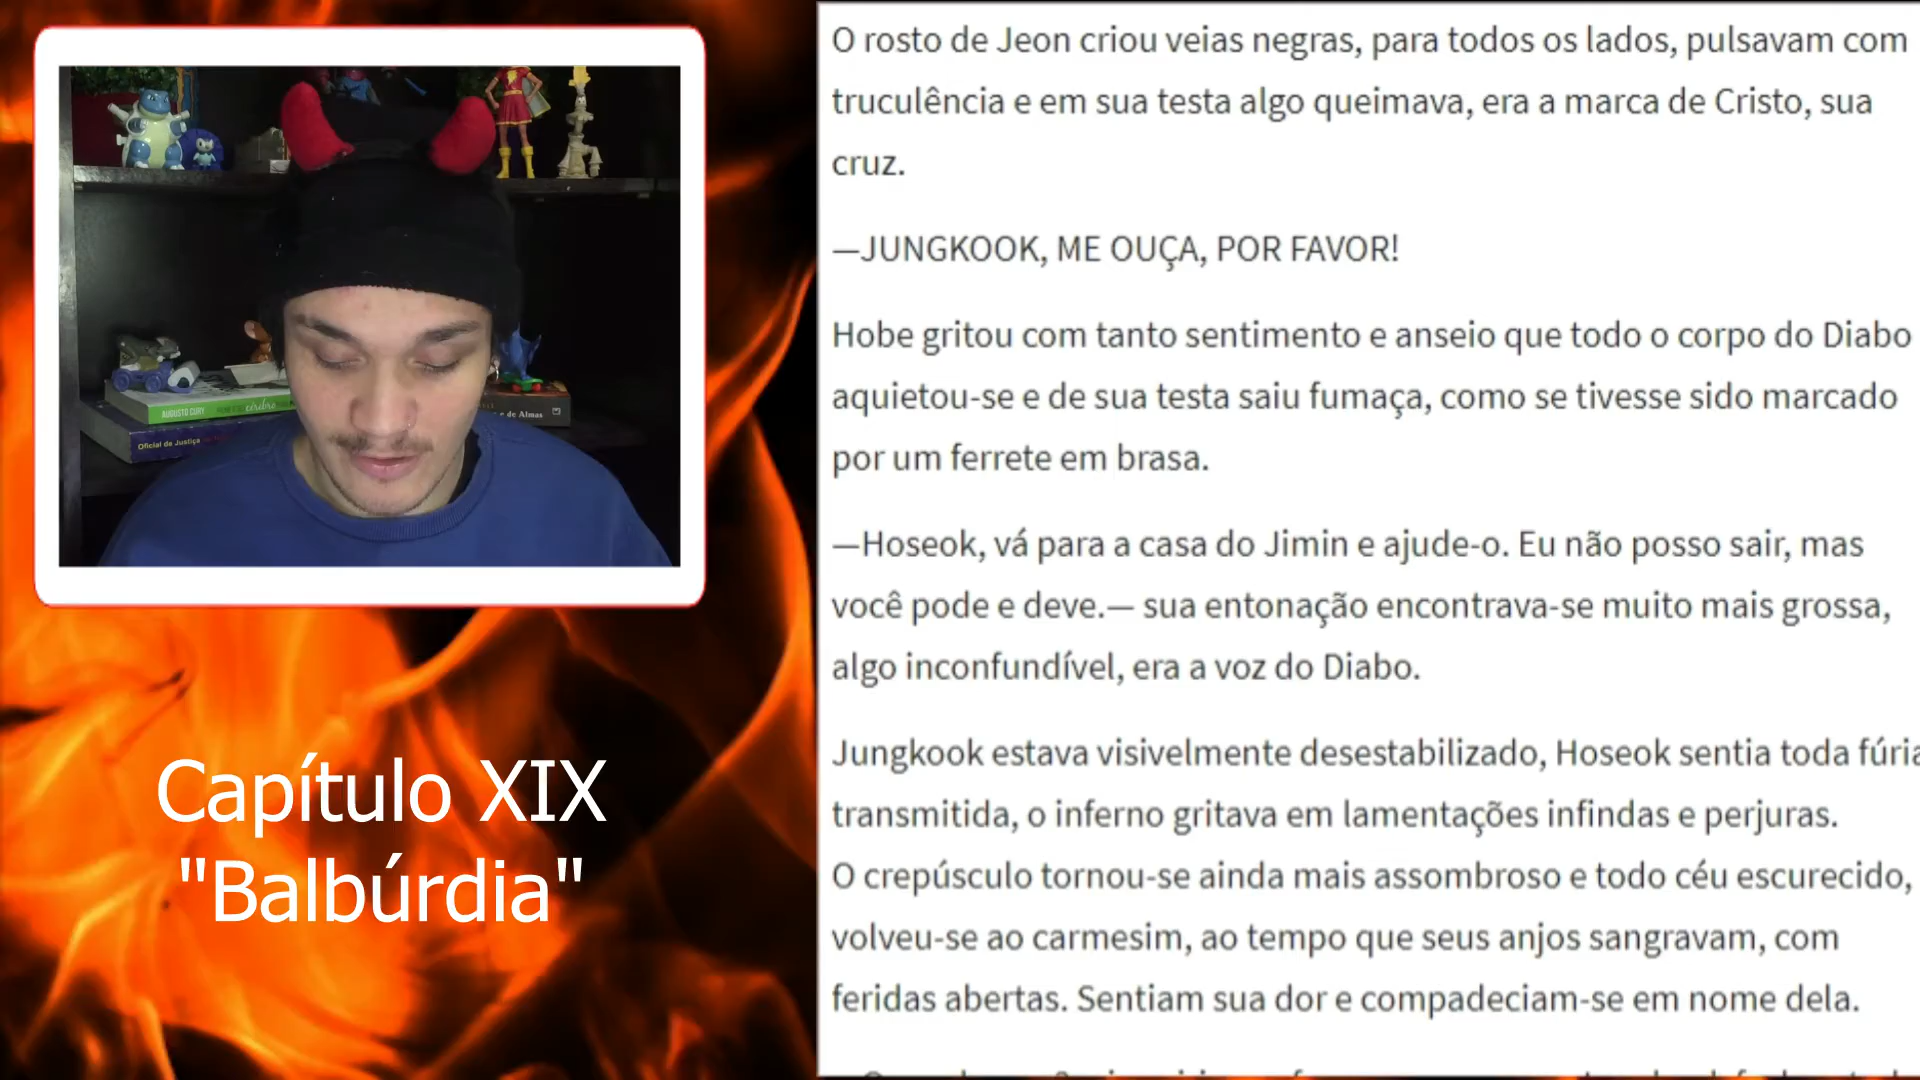 O rosto de Jeon criou veias negras, para todos os lados, pulsavam com
truculência e em sua testa algo queimava, era a marca de Cristo, sua
cruz.
—JUNGKOOK, ME OUÇA, POR FAVOR!
Hobe gritou com tanto sentimento e anseio que todo o corpo do Diabo
aquietou-se e de sua testa saiu fumaça, como se tivesse sido marcado
por um ferrete em brasa.
—Hoseok, vá para a casa do Jimin e ajude-o. Eu não posso sair, mas
você pode e deve.— sua entonação encontrava-se muito mais grossa,
algo inconfundível, era a voz do Diabo.
Jungkook estava visivelmente desestabilizado, Hoseok sentia toda fúria
transmitida, o inferno gritava em lamentações infindas e perjuras.
O crepúsculo tornou-se ainda mais assombroso e todo céu escurecido,
volveu-se ao carmesim, ao tempo que seus anjos sangravam, com
feridas abertas. Sentiam sua dor e compadeciam-se em nome dela.
AUGUSTO CURY
cérebro
e de Almas
Oficial de Justiça
Capítulo XIX
"Balbúrdia"